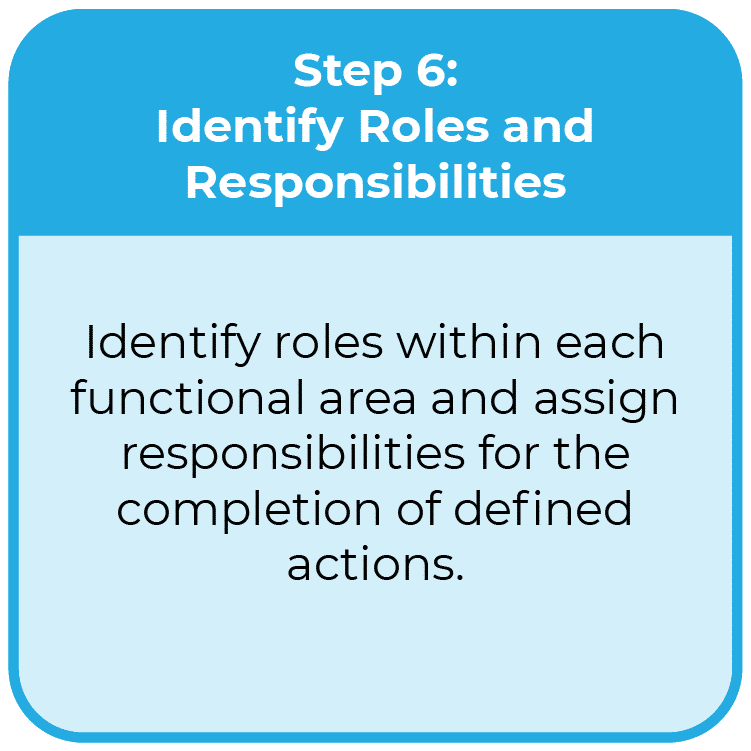 Step 6:
Identify Roles and
Responsibilities
Identify roles within each
functional area and assign
responsibilities for the
completion of defined
actions.